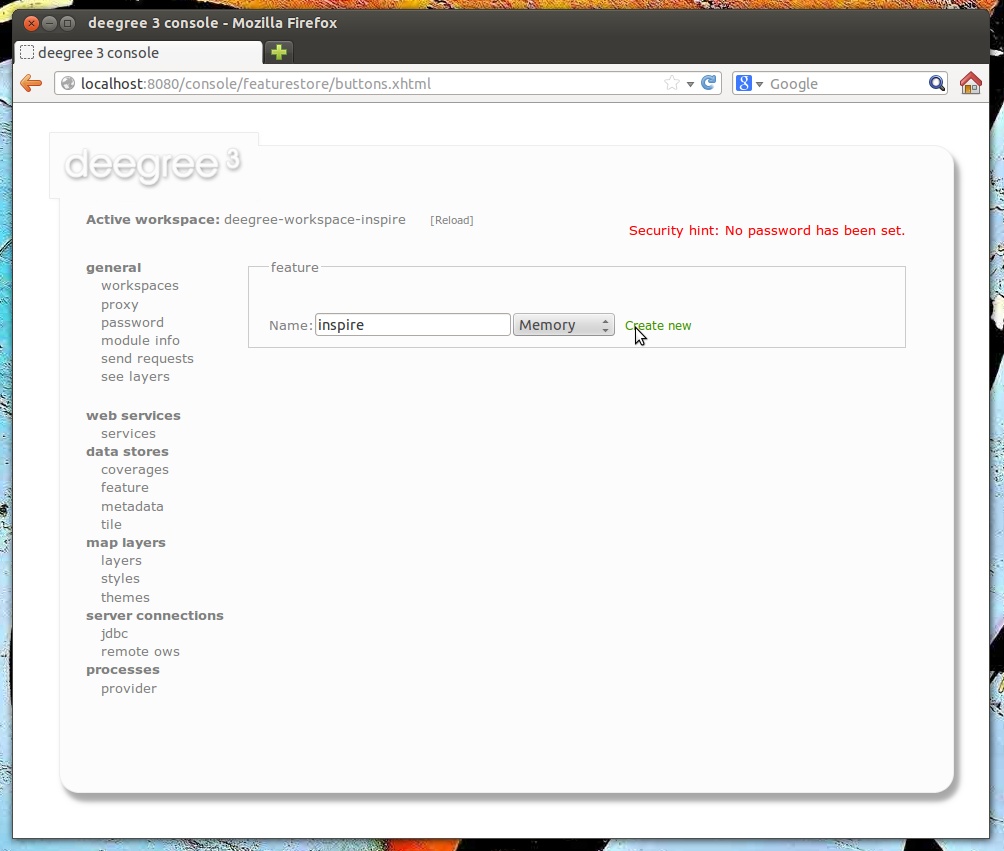 deegree 3 console - Mozilla Firefox
deegree 3 console
localhost:8080/console/featurestore/buttons.xhtml
Google
deegree 3
Active workspace: deegree-workspace-inspire [Reload]
Security hint: No password has been set.
general
workspaces
proxy
password
module info
send requests
see layers
web services
services
data stores
coverages
feature
metadata
tile
map layers
layers
styles
themes
server connections
jdbc
remote ows
processes
provider
feature
Name: inspire Memory Create new